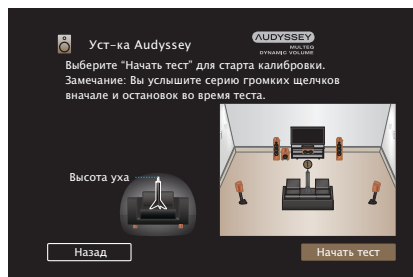 Уст-ка Audyssey
AUDYSSEY
MULTEQ
DYNAMIC VOLUME
Выберите “Начать тест” для старта калибровки.
Замечание: Вы услышите серию громких щелчков
вначале и остановок во время теста.
Высота уха
Назад
Начать тест